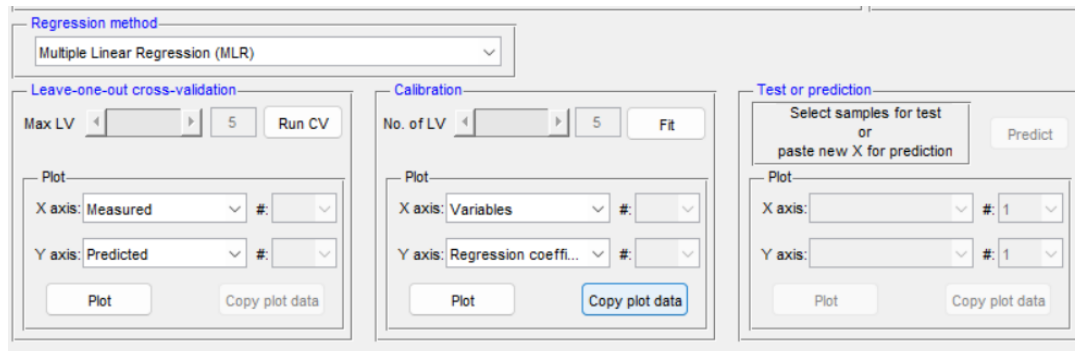 Regression method
Multiple Linear Regression (MLR)
Leave-one-out cross-validation
Max LV 5 Run CV
Plot
X axis: Measured #:
Y axis: Predicted #:
Plot Copy plot data
Calibration
No. of LV 5 Fit
Plot
X axis: Variables #:
Y axis: Regression coeffi... #:
Plot Copy plot data
Test or prediction
Select samples for test
or
paste new X for prediction
Predict
Plot
X axis: #: 1
Y axis: #: 1
Plot Copy plot data